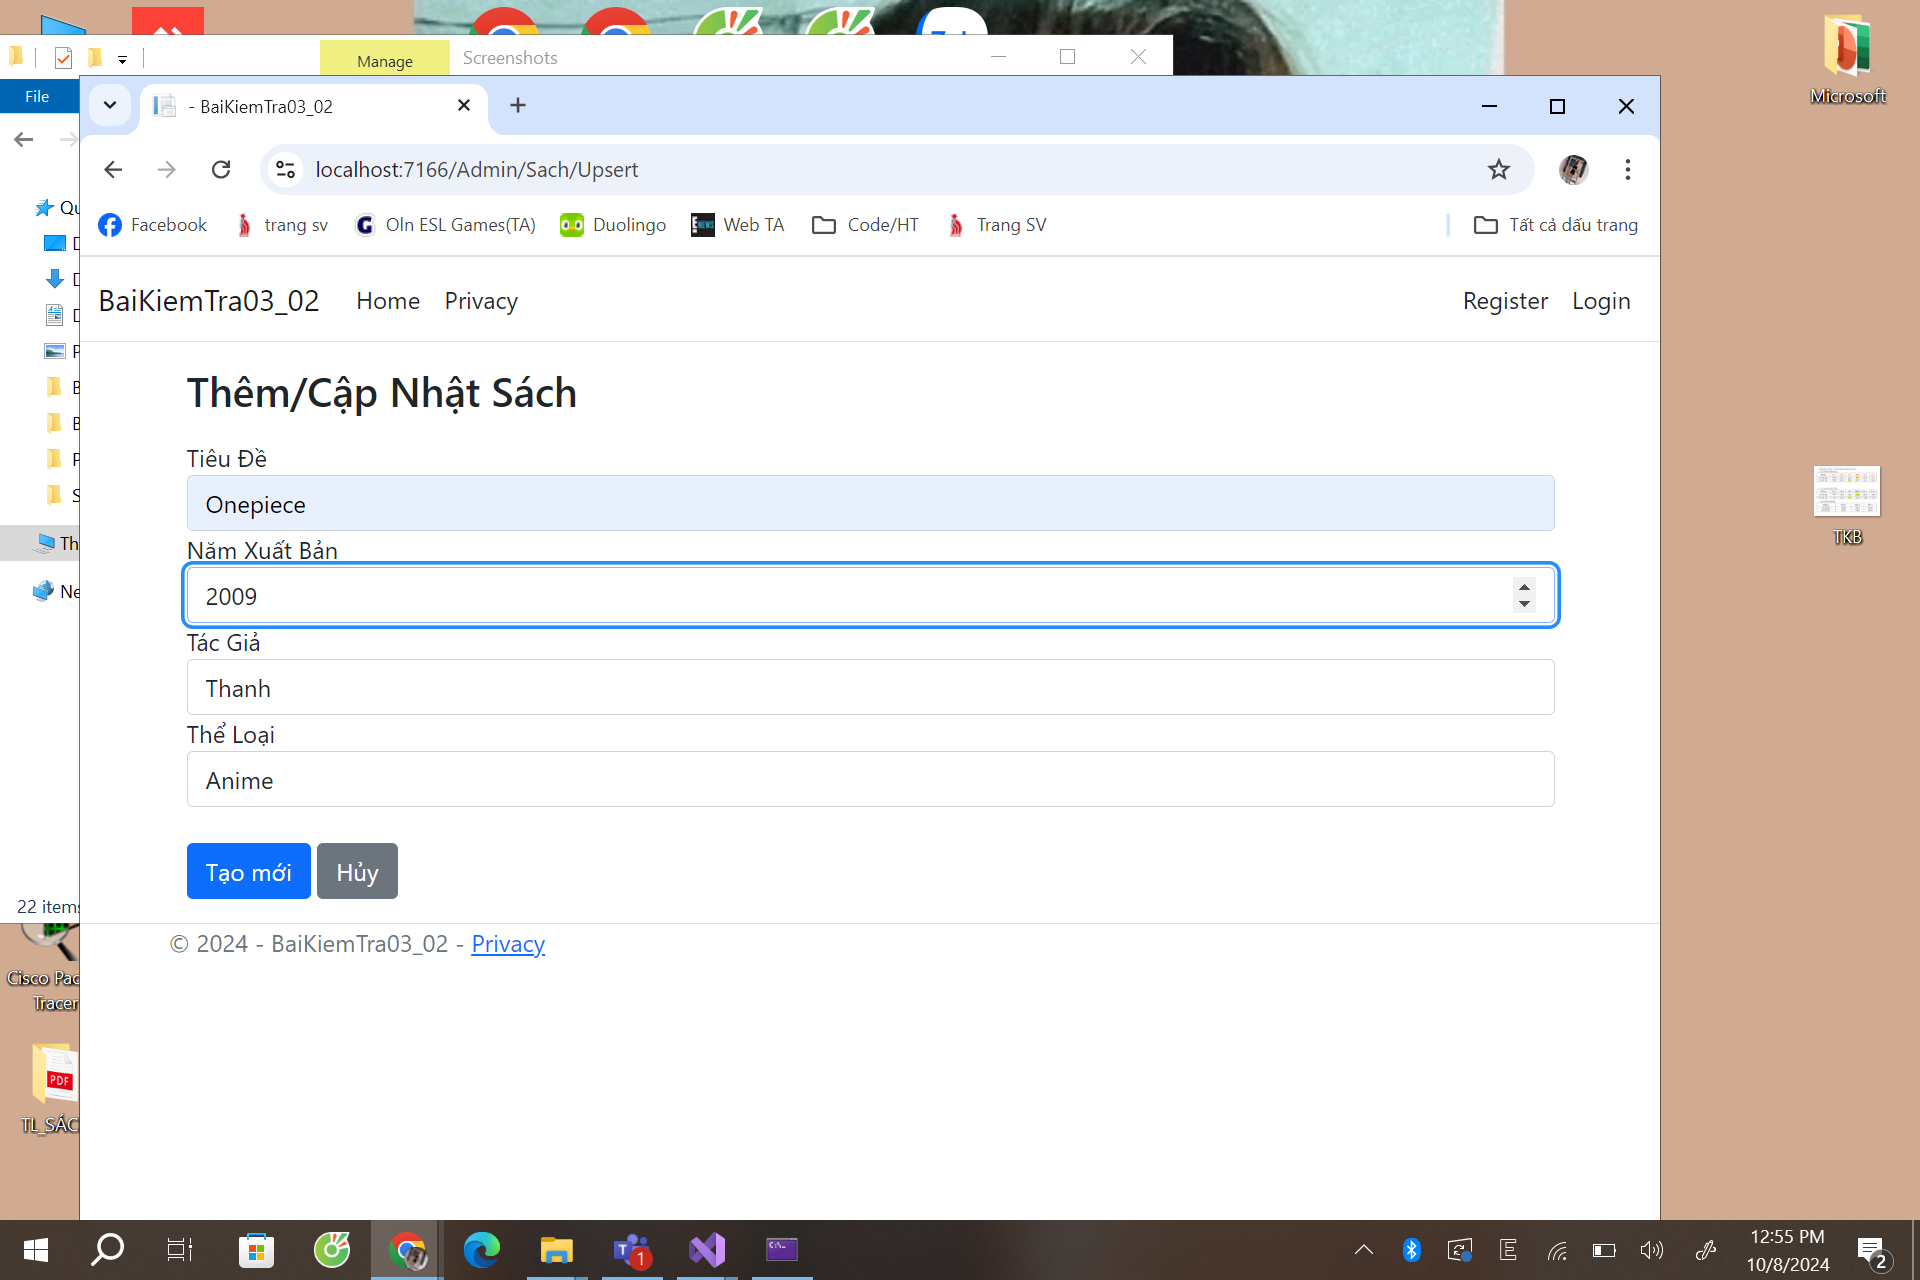 Manage
Screenshots
File
- BaiKiemTra03_02
localhost:7166/Admin/Sach/Upsert
Facebook
trang sv
Oln ESL Games(TA)
Duolingo
Web TA
Code/HT
Trang SV
Tất cả dấu trang
BaiKiemTra03_02
Home
Privacy
Register
Login
Thêm/Cập Nhật Sách
Tiêu Đề
Onepiece
Năm Xuất Bản
2009
Tác Giả
Thanh
Thể Loại
Anime
Tạo mới
Hủy
© 2024 - BaiKiemTra03_02 - Privacy
22 items
Cisco Pac
Tracer
PDF
TL_SÁC
Microsoft
TKB
12:55 PM
10/8/2024
1
2